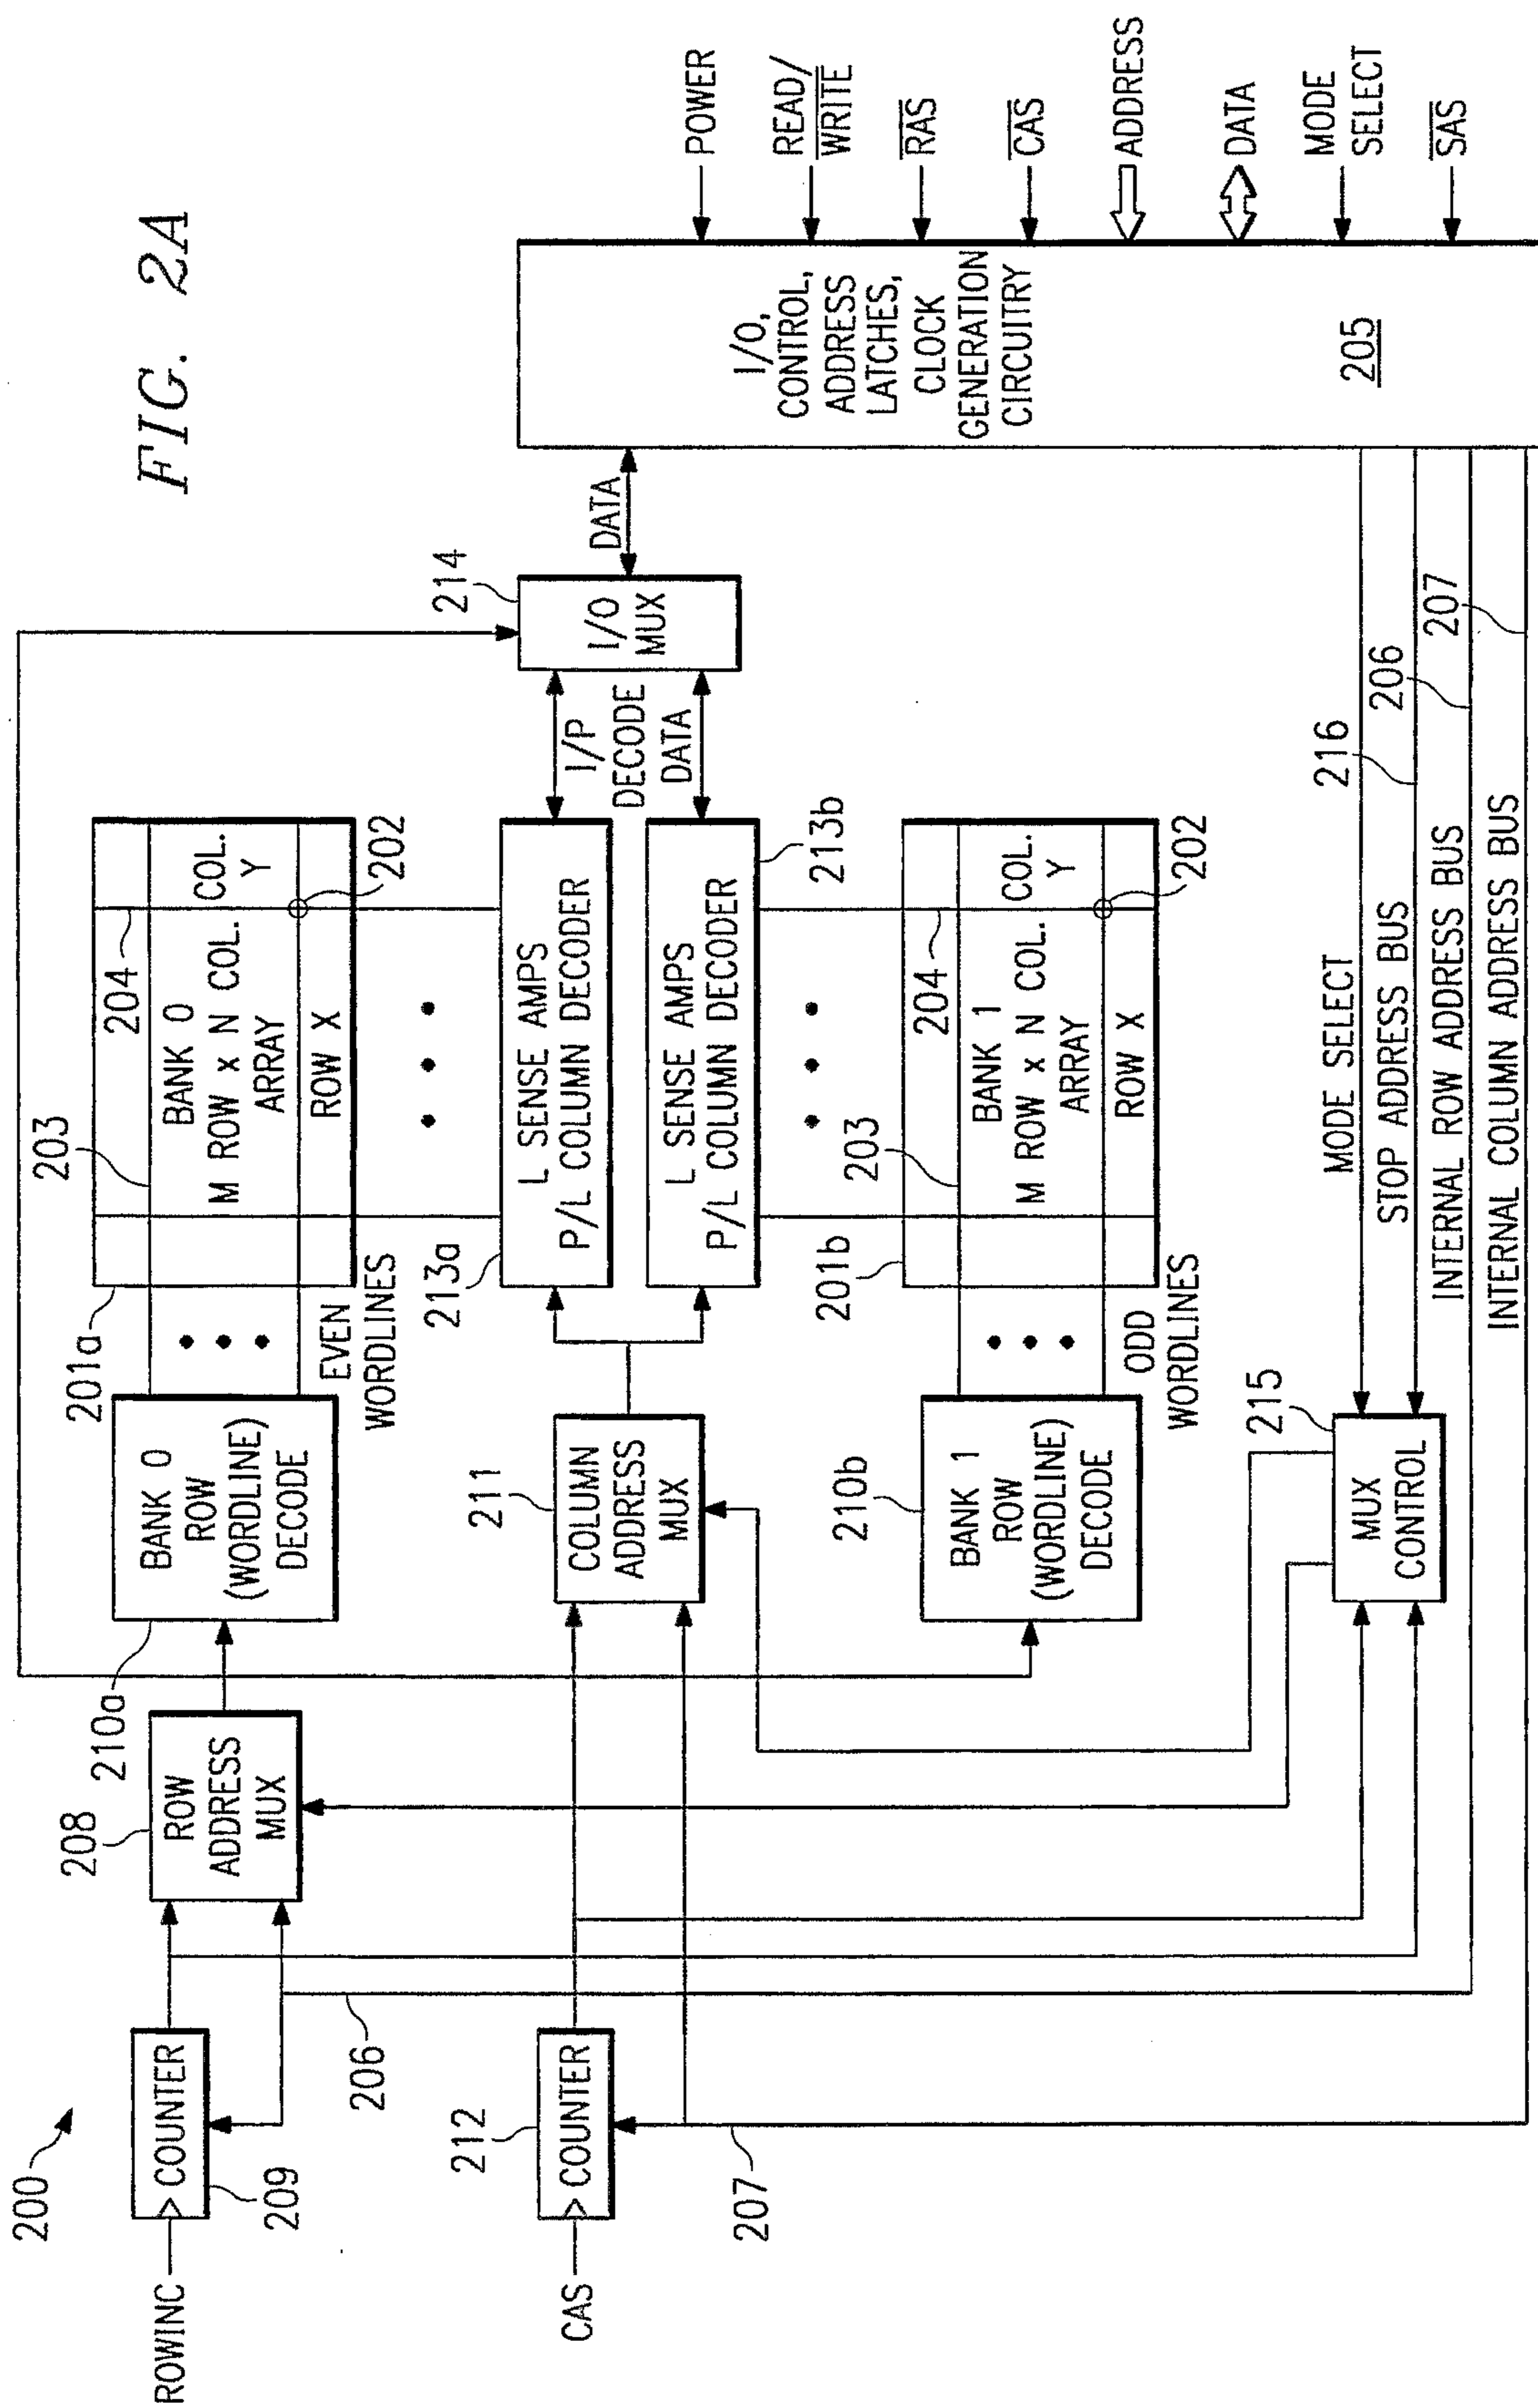 FIG. 2A
200
ROWINC
COUNTER
209
206
208
ROW
ADDRESS
MUX
210a
BANK 0
ROW
(WORDLINE)
DECODE
EVEN
WORDLINES
201a
203
204
BANK 0
M ROW x N COL.
ARRAY
COL.
Y
ROW X
202
CAS
COUNTER
212
207
211
COLUMN
ADDRESS
MUX
213a
L SENSE AMPS
P/L COLUMN DECODER
L SENSE AMPS
P/L COLUMN DECODER
213b
I/P
DECODE
DATA
214
I/O
MUX
DATA
210b
BANK 1
ROW
(WORDLINE)
DECODE
ODD
WORDLINES
201b
203
204
BANK 1
M ROW x N COL.
ARRAY
COL.
Y
ROW X
202
215
MUX
CONTROL
MODE SELECT
STOP ADDRESS BUS
216
INTERNAL ROW ADDRESS BUS
206
INTERNAL COLUMN ADDRESS BUS
207
I/O,
CONTROL,
ADDRESS
LATCHES,
CLOCK
GENERATION
CIRCUITRY
205
POWER
READ/
WRITE
RAS
CAS
ADDRESS
DATA
MODE
SELECT
SAS